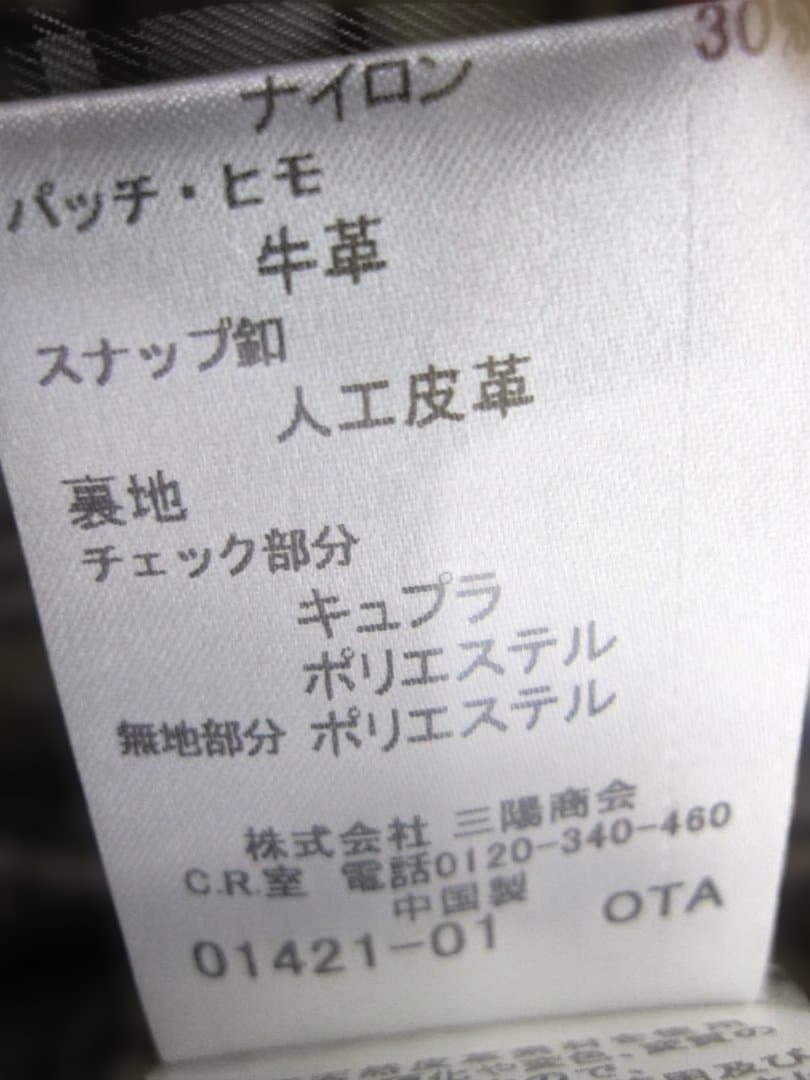 30%
ナイロン
パッチ・ヒモ
牛革
スナップ釦
人工皮革
裏地
チェック部分
キュプラ
ポリエステル
無地部分 ポリエステル
株式会社 三陽商会
C.R.室 電話0120-340-460
中国製
01421-01 OTA